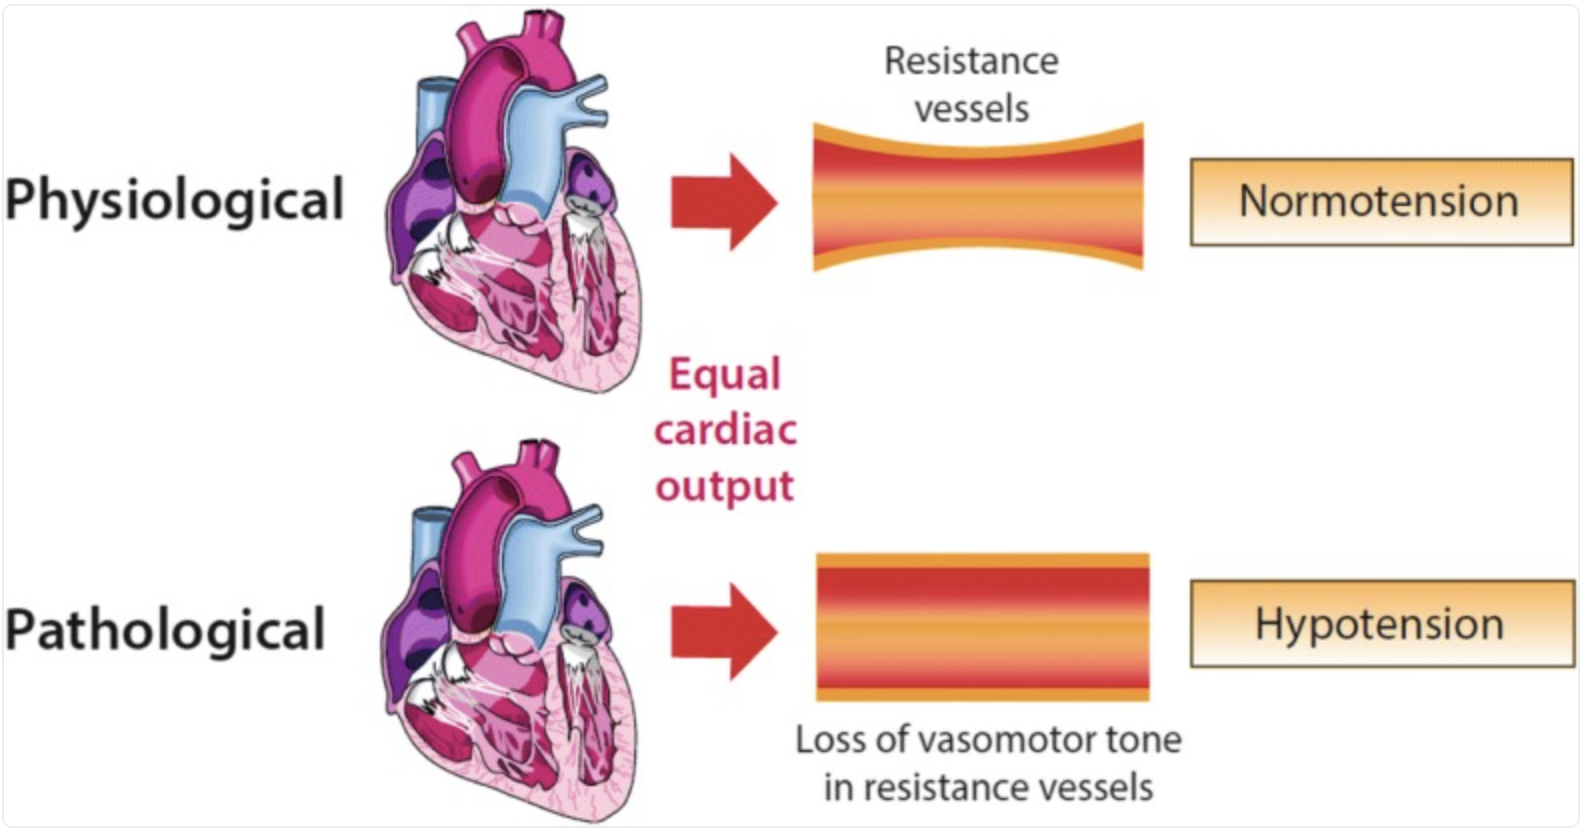 Physiological
Resistance
vessels
Normotension
Equal
cardiac
output
Pathological
Hypotension
Loss of vasomotor tone
in resistance vessels